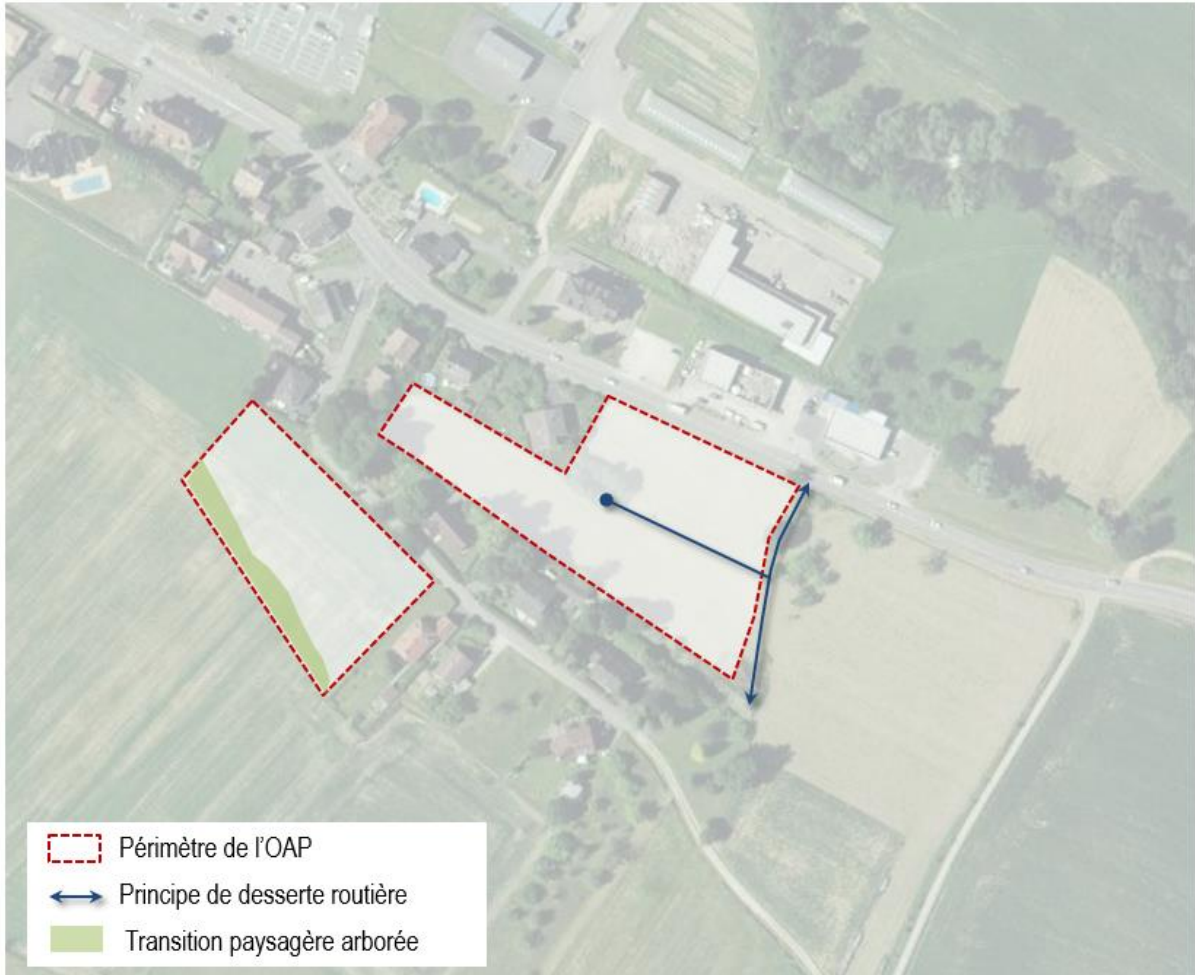 Périmètre de l'OAP
Principe de desserte routière
Transition paysagère arborée